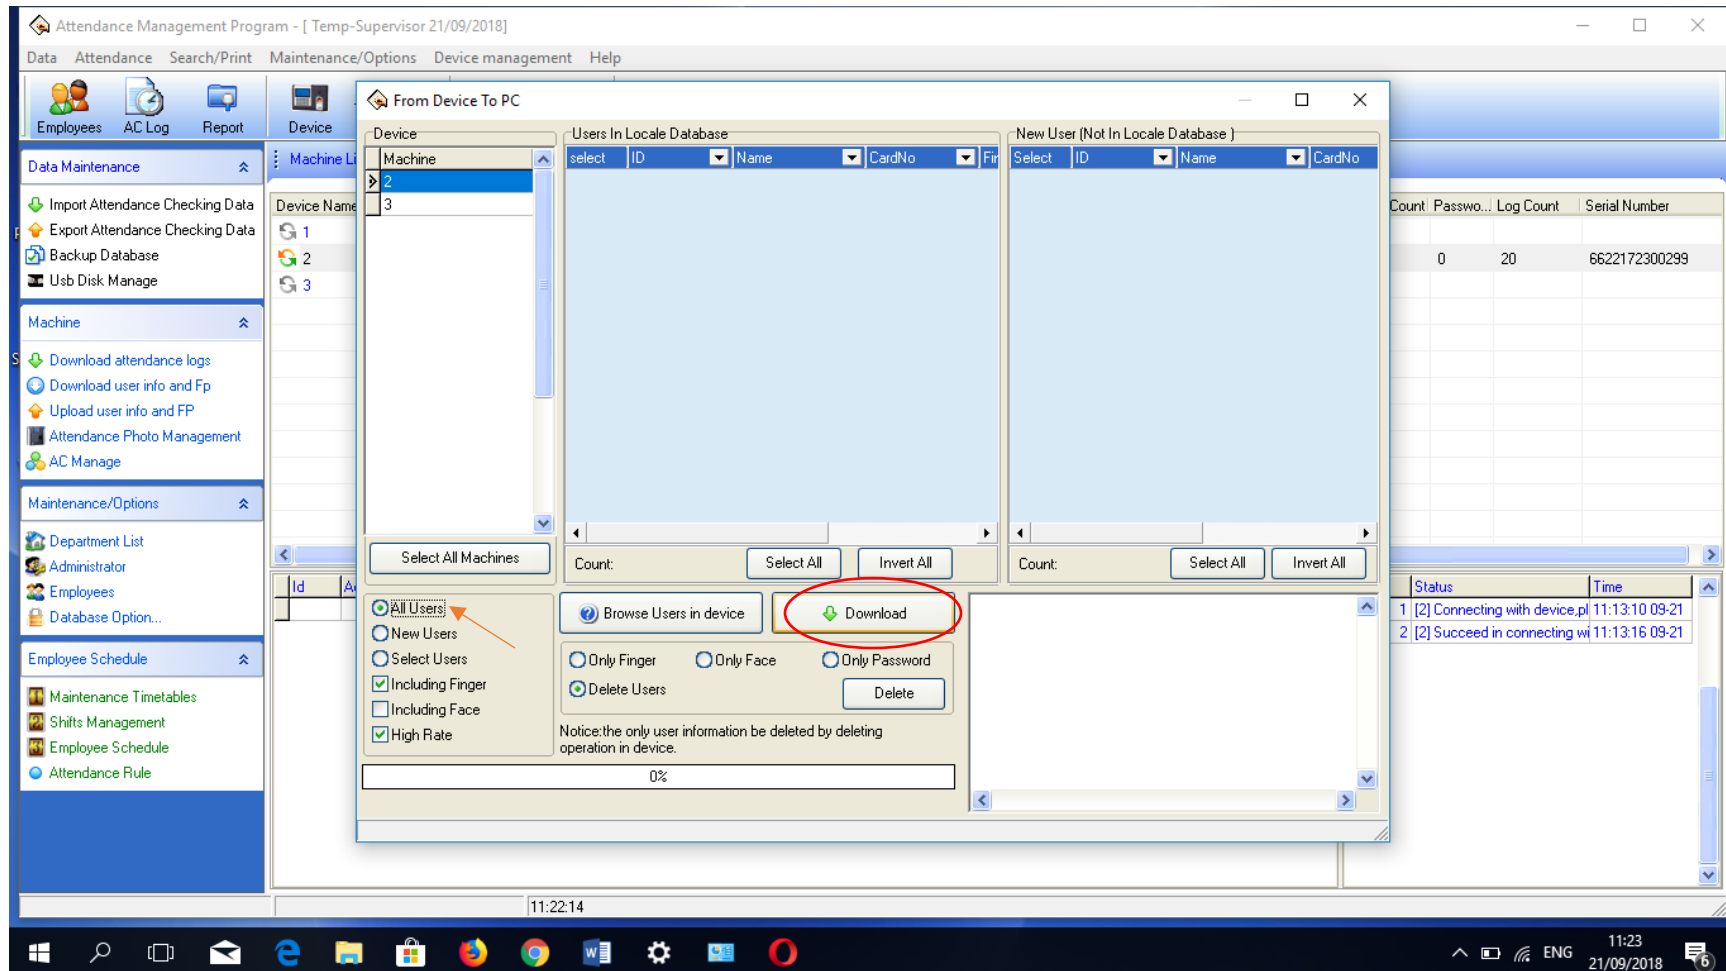 Attendance Management Program - [ Temp-Supervisor 21/09/2018]
Data Attendance Search/Print Maintenance/Options Device management Help
Employees AC Log Report Device
From Device To PC
Data Maintenance
Import Attendance Checking Data
Export Attendance Checking Data
Backup Database
Usb Disk Manage
Machine
Download attendance logs
Download user info and Fp
Upload user info and FP
Attendance Photo Management
AC Manage
Maintenance/Options
Department List
Administrator
Employees
Database Option...
Employee Schedule
Maintenance Timetables
Shifts Management
Employee Schedule
Attendance Rule
Machine Li
Device Name
1
2
3
Device
Machine
2
3
Select All Machines
Users In Locale Database
select ID Name CardNo Fir
Count: Select All Invert All
New User (Not In Locale Database )
Select ID Name CardNo
Count: Select All Invert All
Count Passwo... Log Count Serial Number
0 20 6622172300299
Id A
All Users
New Users
Select Users
Including Finger
Including Face
High Rate
Browse Users in device Download
Only Finger Only Face Only Password
Delete Users Delete
Notice:the only user information be deleted by deleting
operation in device.
0%
Status Time
1 [2] Connecting with device,pl 11:13:10 09-21
2 [2] Succeed in connecting wi 11:13:16 09-21
11:22:14
ENG
11:23
21/09/2018
6